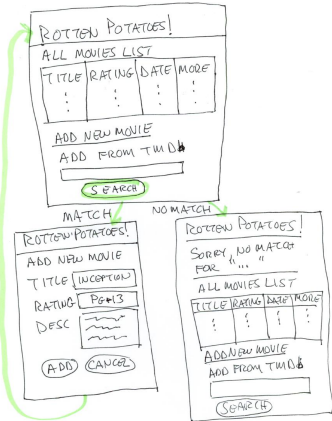 ROTTEN POTATOES!
ALL MOVIES LIST
TITLE RATING DATE MORE
ADD NEW MOVIE
ADD FROM TMDb
SEARCH
MATCH NO MATCH
ROTTEN POTATOES!
ADD NEW MOVIE
TITLE INCEPTION
RATING PG-13
DESC
ADD CANCEL
ROTTEN POTATOES!
SORRY, NO MATCH
FOR "...."
ALL MOVIES LIST
TITLE RATING DATE MORE
ADD NEW MOVIE
ADD FROM TMDb
SEARCH